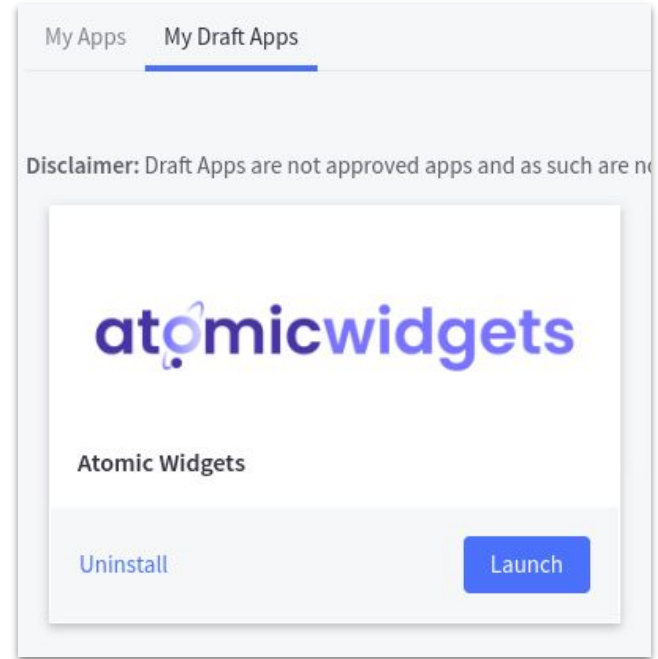 My Apps My Draft Apps
Disclaimer: Draft Apps are not approved apps and as such are
atomicwidgets
Atomic Widgets
Uninstall Launch